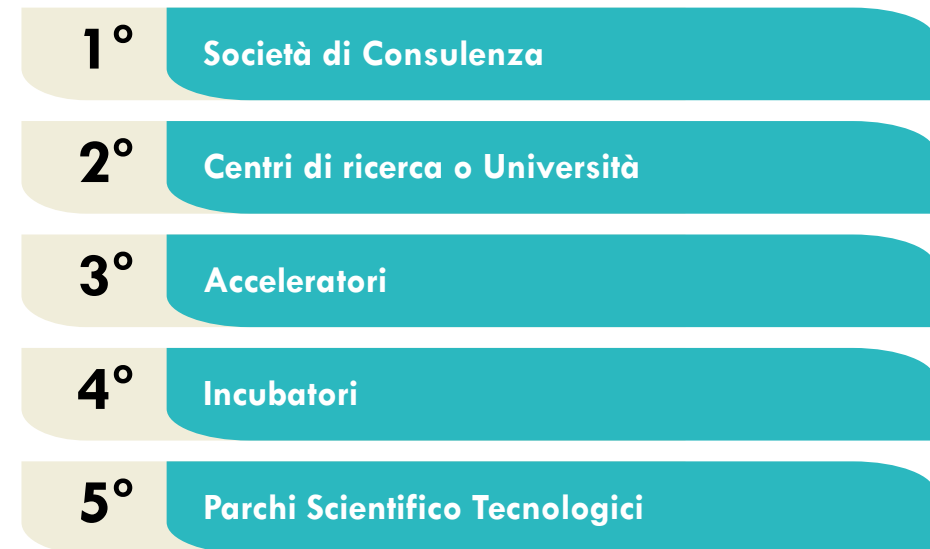 1° Società di Consulenza
2° Centri di ricerca o Università
3° Acceleratori
4° Incubatori
5° Parchi Scientifico Tecnologici